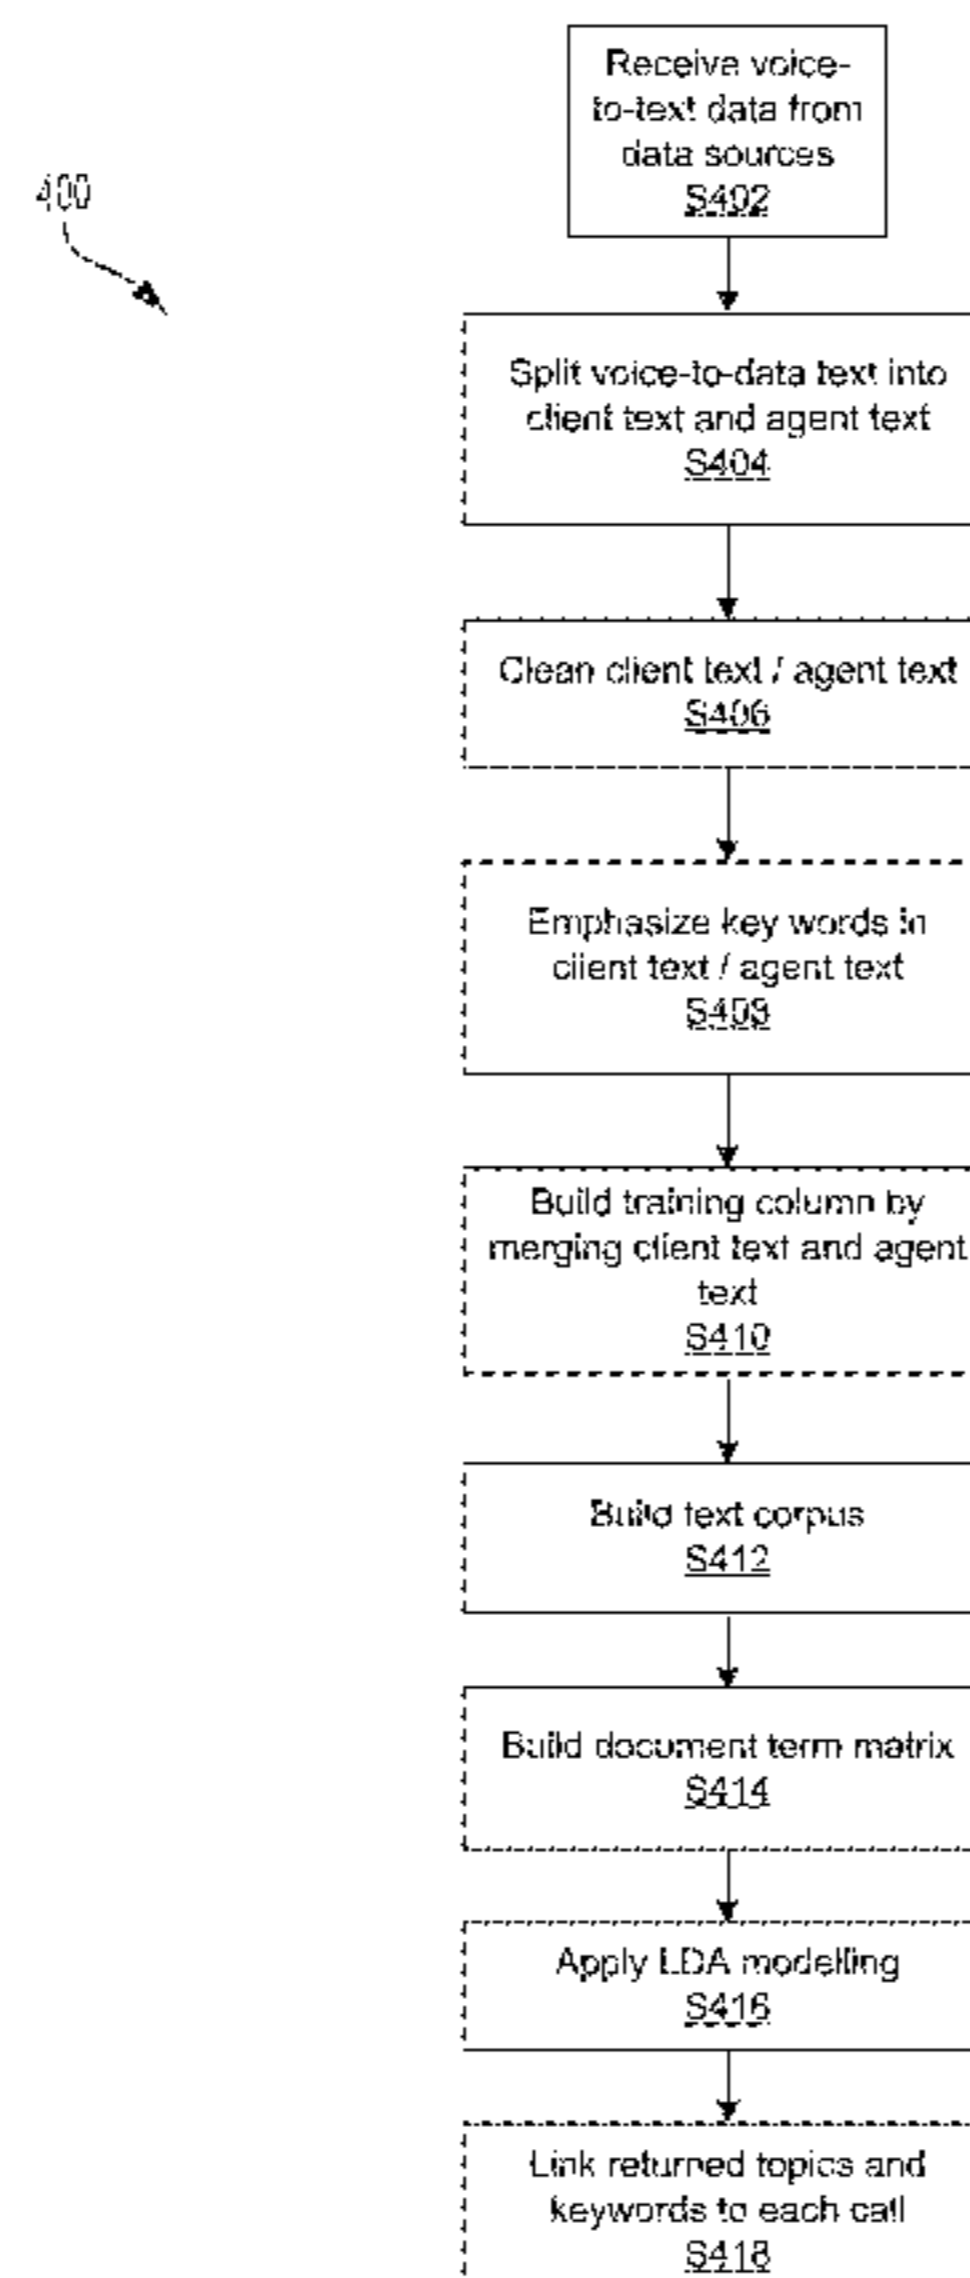 Receive voice-
to-text data from
data sources
S402
400
Split voice-to-data text into
client text and agent text
S404
Clean client text / agent text
S406
Emphasize key words in
client text / agent text
S408
Build training column by
merging client text and agent
text
S410
Build text corpus
S412
Build document term matrix
S414
Apply LDA modelling
S416
Link returned topics and
keywords to each call
S418